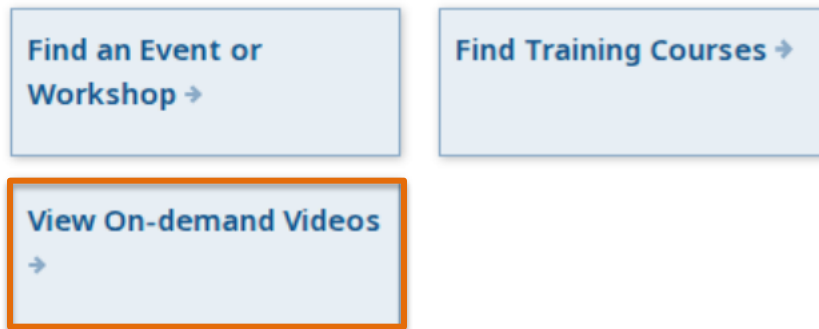 Find an Event or
Workshop →
Find Training Courses →
View On-demand Videos
→